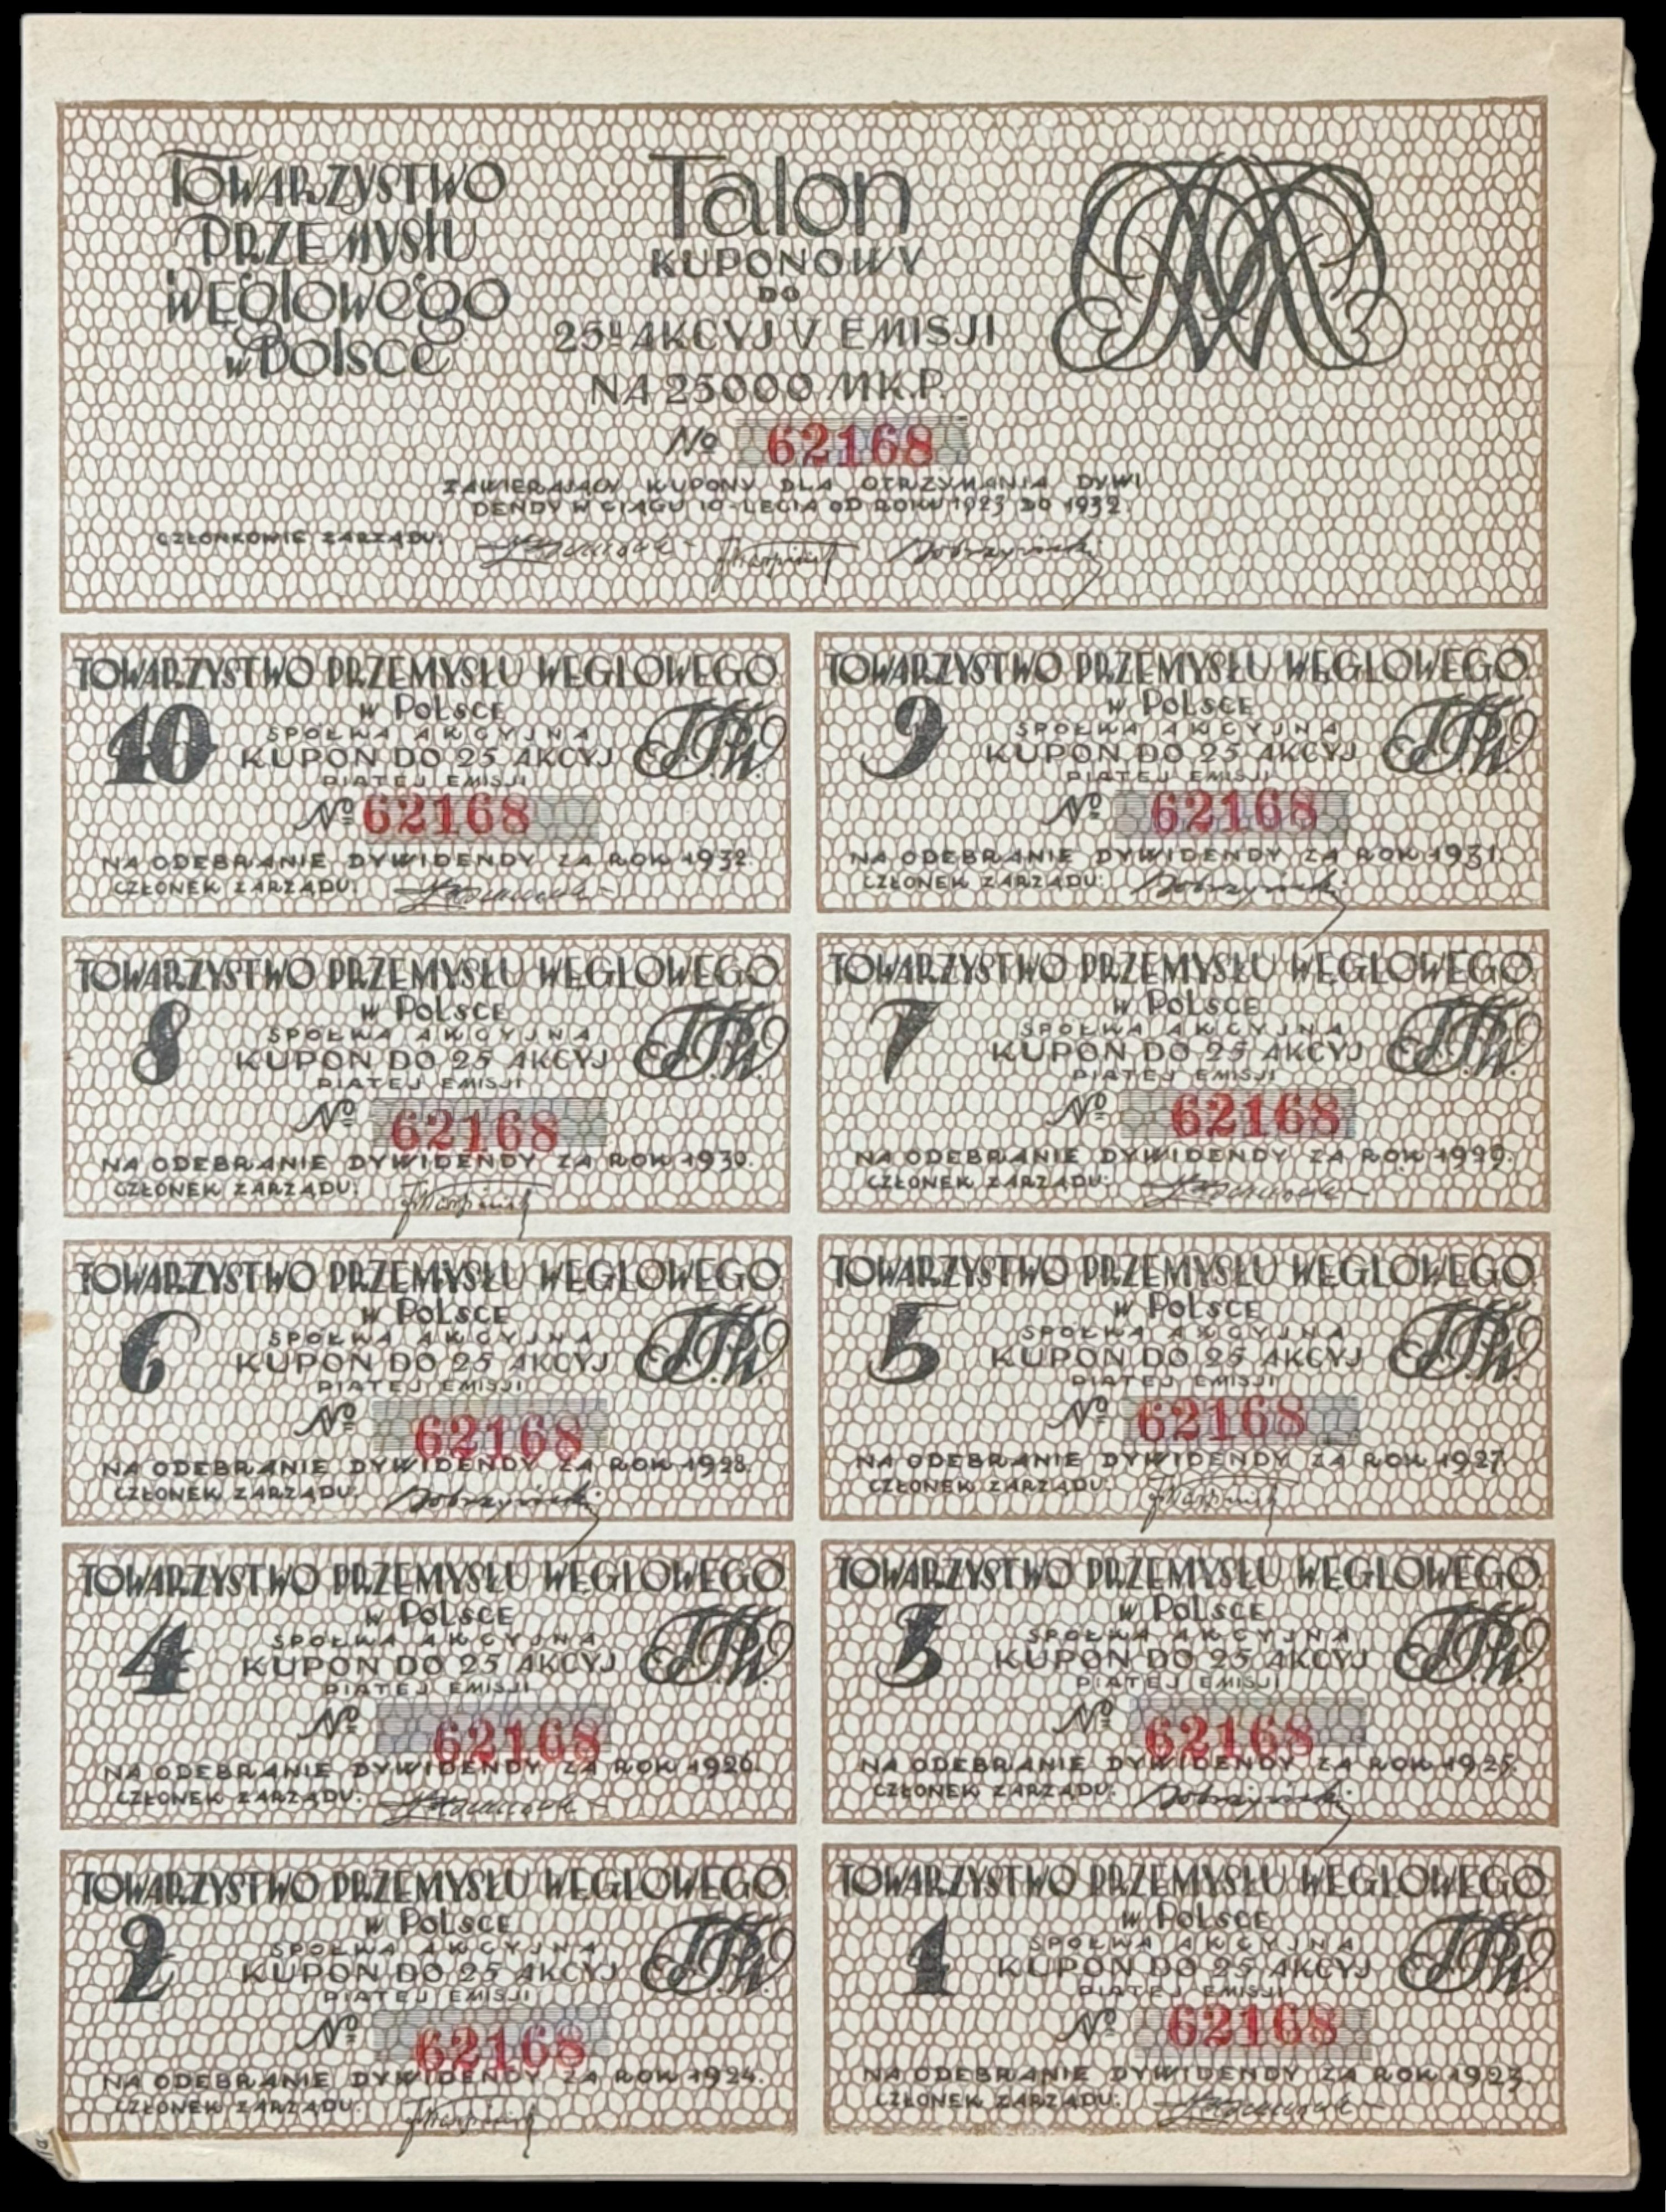 TOWARZYSTWO
PRZEMYSŁU
WĘGLOWEGO
w POLSCE
Talon
KUPONOWY
DO
25U AKCYJ V EMISJI
NA 25000 MK.P.
No 62168
ZAWIERAJĄCY KUPONY DLA OTRZYMANIA DYWI
DENDY W CIĄGU 10-LECIA OD ROKU 1923 DO 1932.
CZŁONKOWIE ZARZĄDU:
TOWARZYSTWO PRZEMYSŁU WĘGLOWEGO
W POLSCE
10
SPÓŁKA AKCYJNA
KUPON DO 25 AKCYJ
PIĄTEJ EMISJI
T.P.W.
No 62168
NA ODEBRANIE DYWIDENDY ZA ROK 1932.
CZŁONEK ZARZĄDU:
TOWARZYSTWO PRZEMYSŁU WĘGLOWEGO
W POLSCE
9
SPÓŁKA AKCYJNA
KUPON DO 25 AKCYJ
PIĄTEJ EMISJI
T.P.W.
No 62168
NA ODEBRANIE DYWIDENDY ZA ROK 1931.
CZŁONEK ZARZĄDU: Dobrzyński
TOWARZYSTWO PRZEMYSŁU WĘGLOWEGO
W POLSCE
8
SPÓŁKA AKCYJNA
KUPON DO 25 AKCYJ
PIĄTEJ EMISJI
T.P.W.
No 62168
NA ODEBRANIE DYWIDENDY ZA ROK 1930.
CZŁONEK ZARZĄDU:
TOWARZYSTWO PRZEMYSŁU WĘGLOWEGO
W POLSCE
7
SPÓŁKA AKCYJNA
KUPON DO 25 AKCYJ
PIĄTEJ EMISJI
T.P.W.
No 62168
NA ODEBRANIE DYWIDENDY ZA ROK 1929.
CZŁONEK ZARZĄDU:
TOWARZYSTWO PRZEMYSŁU WĘGLOWEGO
W POLSCE
6
SPÓŁKA AKCYJNA
KUPON DO 25 AKCYJ
PIĄTEJ EMISJI
T.P.W.
No 62168
NA ODEBRANIE DYWIDENDY ZA ROK 1928.
CZŁONEK ZARZĄDU: Dobrzyński
TOWARZYSTWO PRZEMYSŁU WĘGLOWEGO
W POLSCE
5
SPÓŁKA AKCYJNA
KUPON DO 25 AKCYJ
PIĄTEJ EMISJI
T.P.W.
No 62168
NA ODEBRANIE DYWIDENDY ZA ROK 1927.
CZŁONEK ZARZĄDU:
TOWARZYSTWO PRZEMYSŁU WĘGLOWEGO
W POLSCE
4
SPÓŁKA AKCYJNA
KUPON DO 25 AKCYJ
PIĄTEJ EMISJI
T.P.W.
No 62168
NA ODEBRANIE DYWIDENDY ZA ROK 1926.
CZŁONEK ZARZĄDU:
TOWARZYSTWO PRZEMYSŁU WĘGLOWEGO
W POLSCE
3
SPÓŁKA AKCYJNA
KUPON DO 25 AKCYJ
PIĄTEJ EMISJI
T.P.W.
No 62168
NA ODEBRANIE DYWIDENDY ZA ROK 1925.
CZŁONEK ZARZĄDU: Dobrzyński
TOWARZYSTWO PRZEMYSŁU WĘGLOWEGO
W POLSCE
2
SPÓŁKA AKCYJNA
KUPON DO 25 AKCYJ
PIĄTEJ EMISJI
T.P.W.
No 62168
NA ODEBRANIE DYWIDENDY ZA ROK 1924.
CZŁONEK ZARZĄDU:
TOWARZYSTWO PRZEMYSŁU WĘGLOWEGO
W POLSCE
1
SPÓŁKA AKCYJNA
KUPON DO 25 AKCYJ
PIĄTEJ EMISJI
T.P.W.
No 62168
NA ODEBRANIE DYWIDENDY ZA ROK 1923.
CZŁONEK ZARZĄDU: